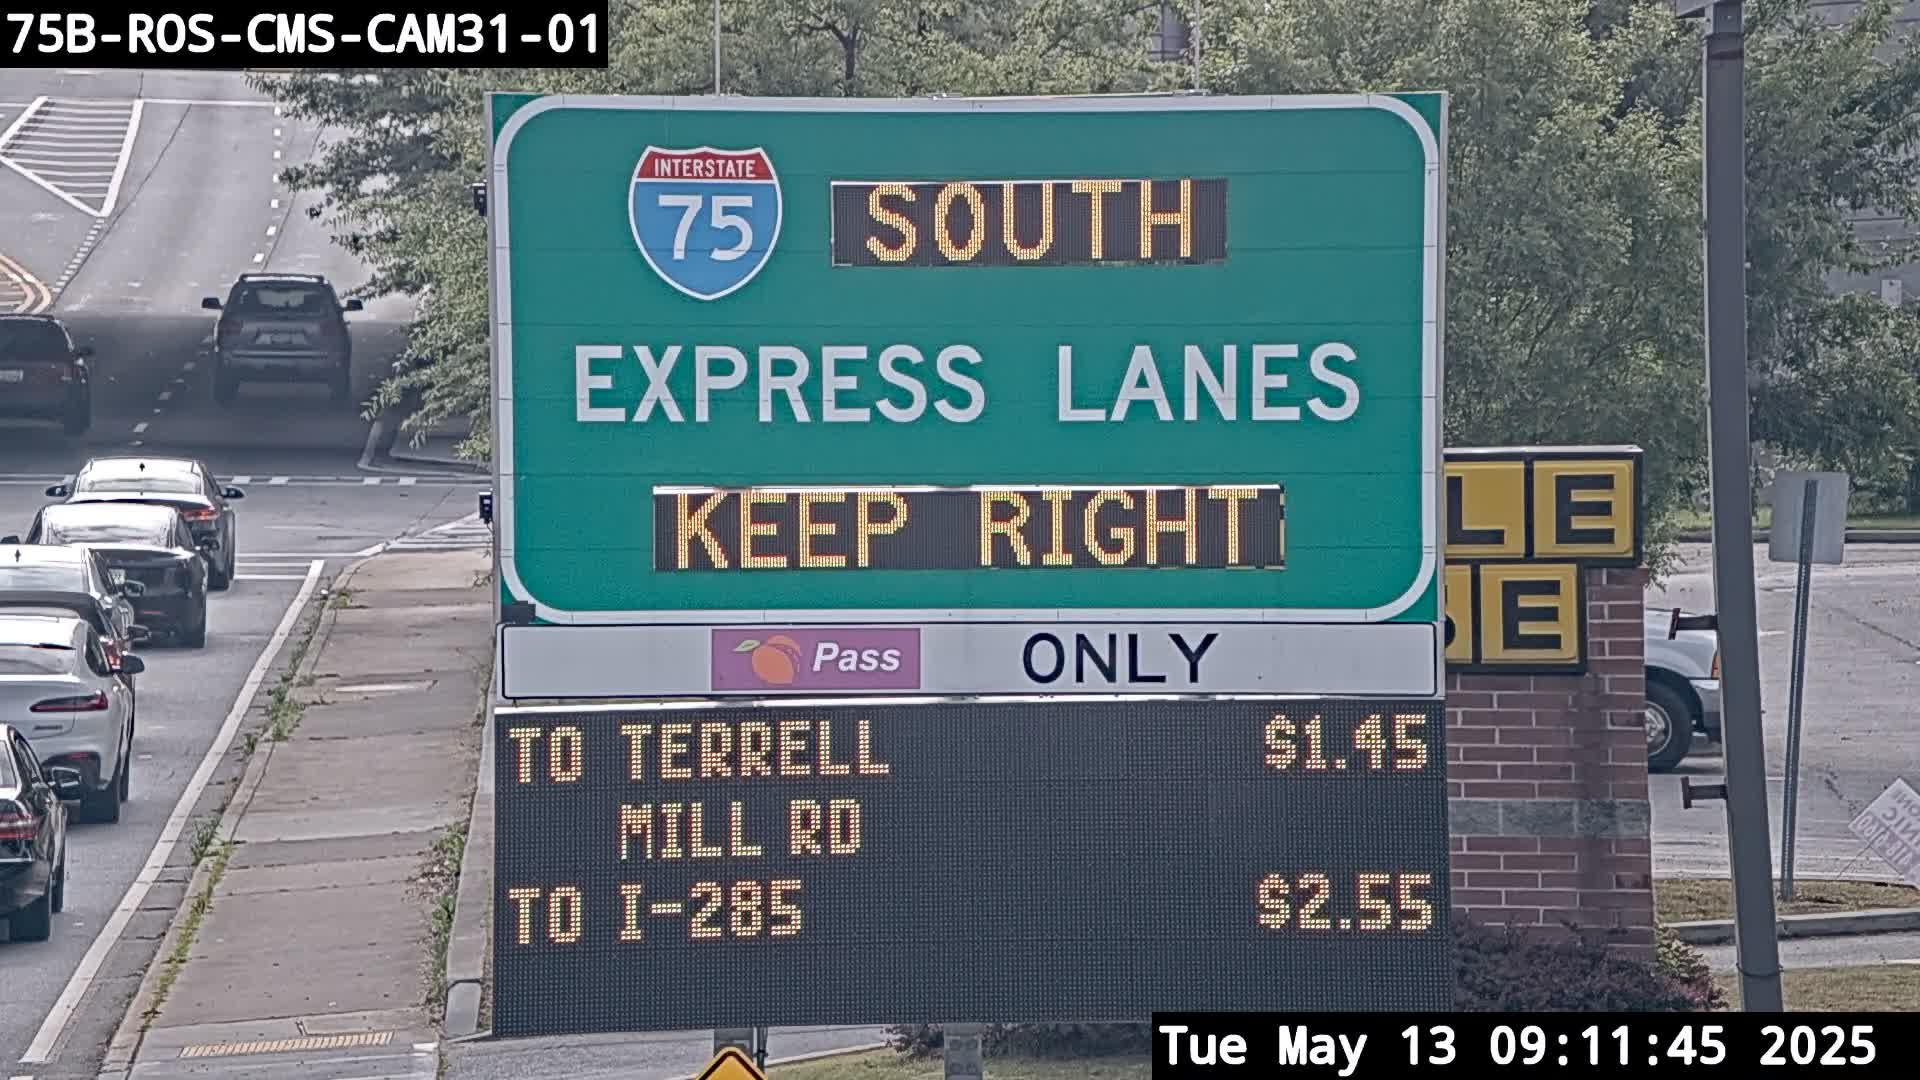 75B-ROS-CMS-CAM31-01
INTERSTATE
75
SOUTH
EXPRESS LANES
KEEP RIGHT
Pass ONLY
TO TERRELL $1.45
MILL RD
TO I-285 $2.55
LE
E
Tue May 13 09:11:45 2025